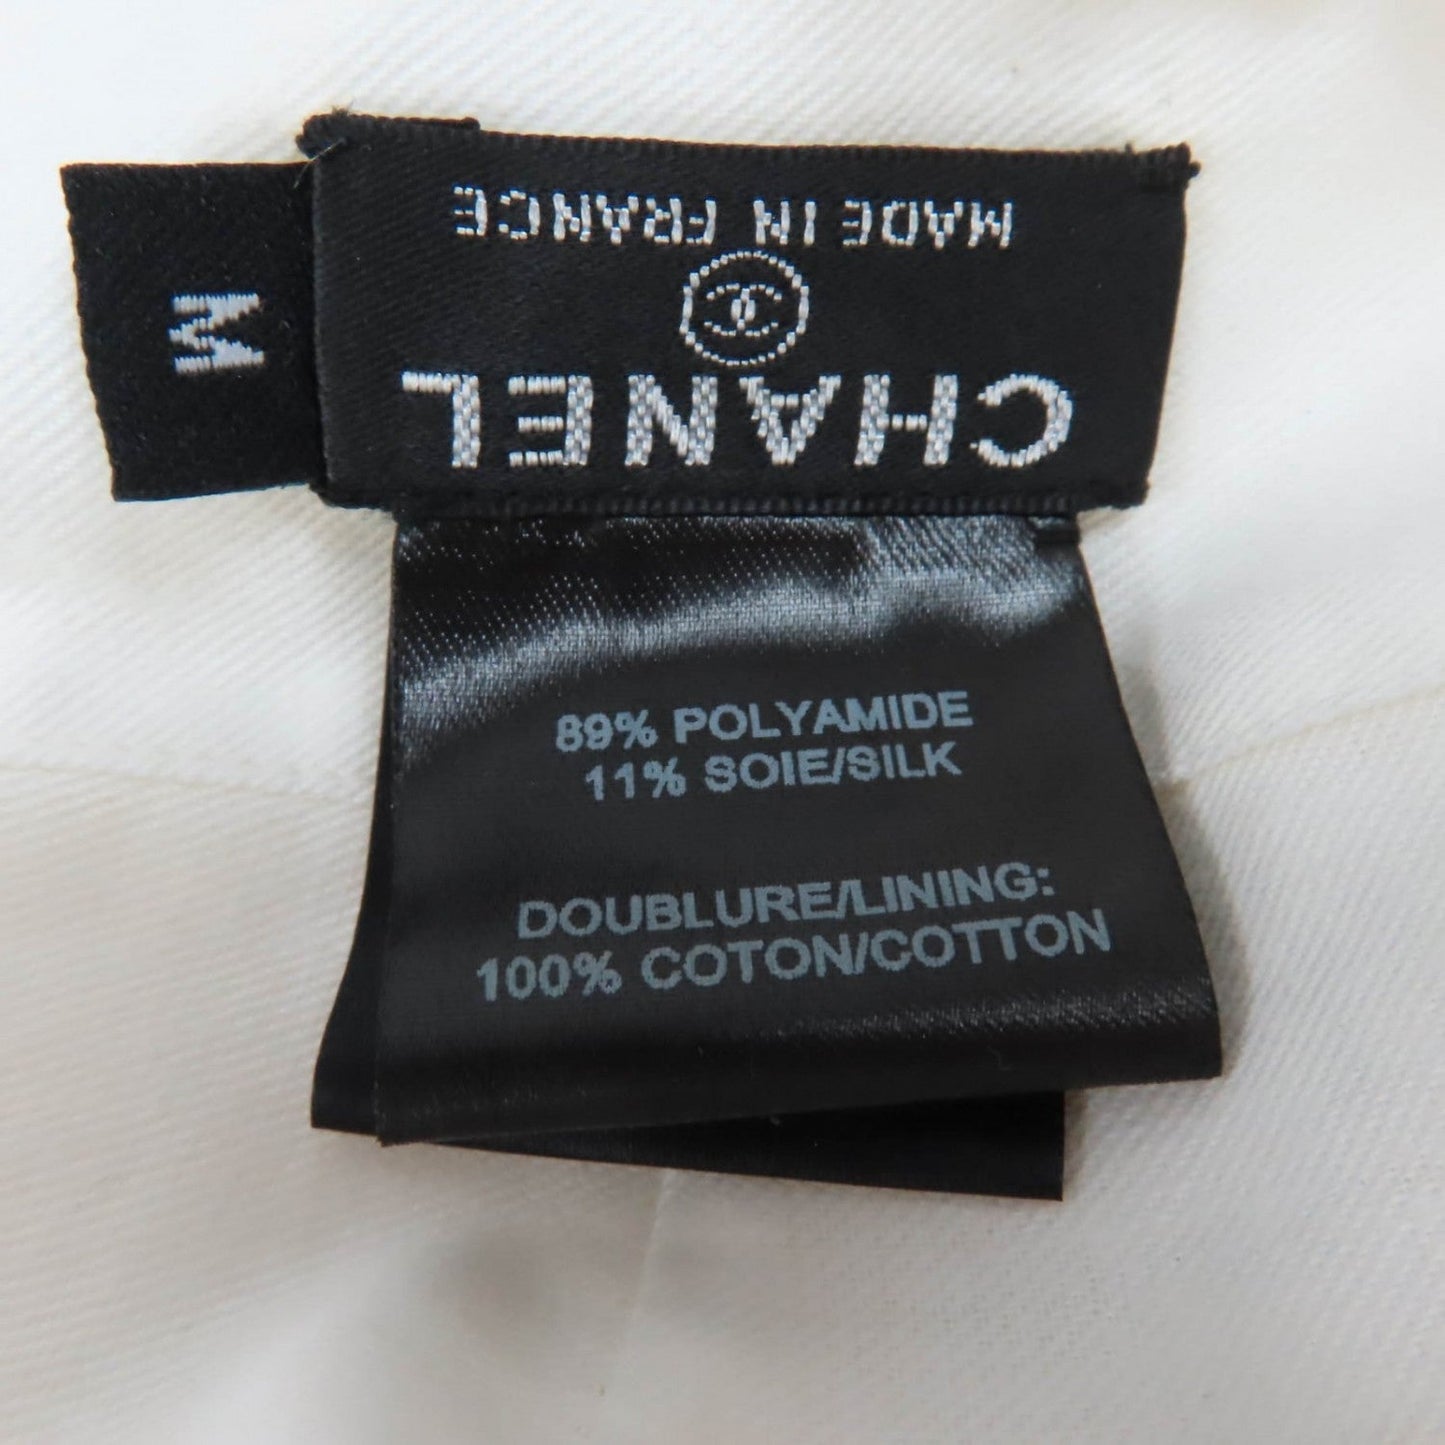 CHANEL
MADE IN FRANCE
M
89% POLYAMIDE
11% SOIE/SILK
DOUBLURE/LINING:
100% COTON/COTTON